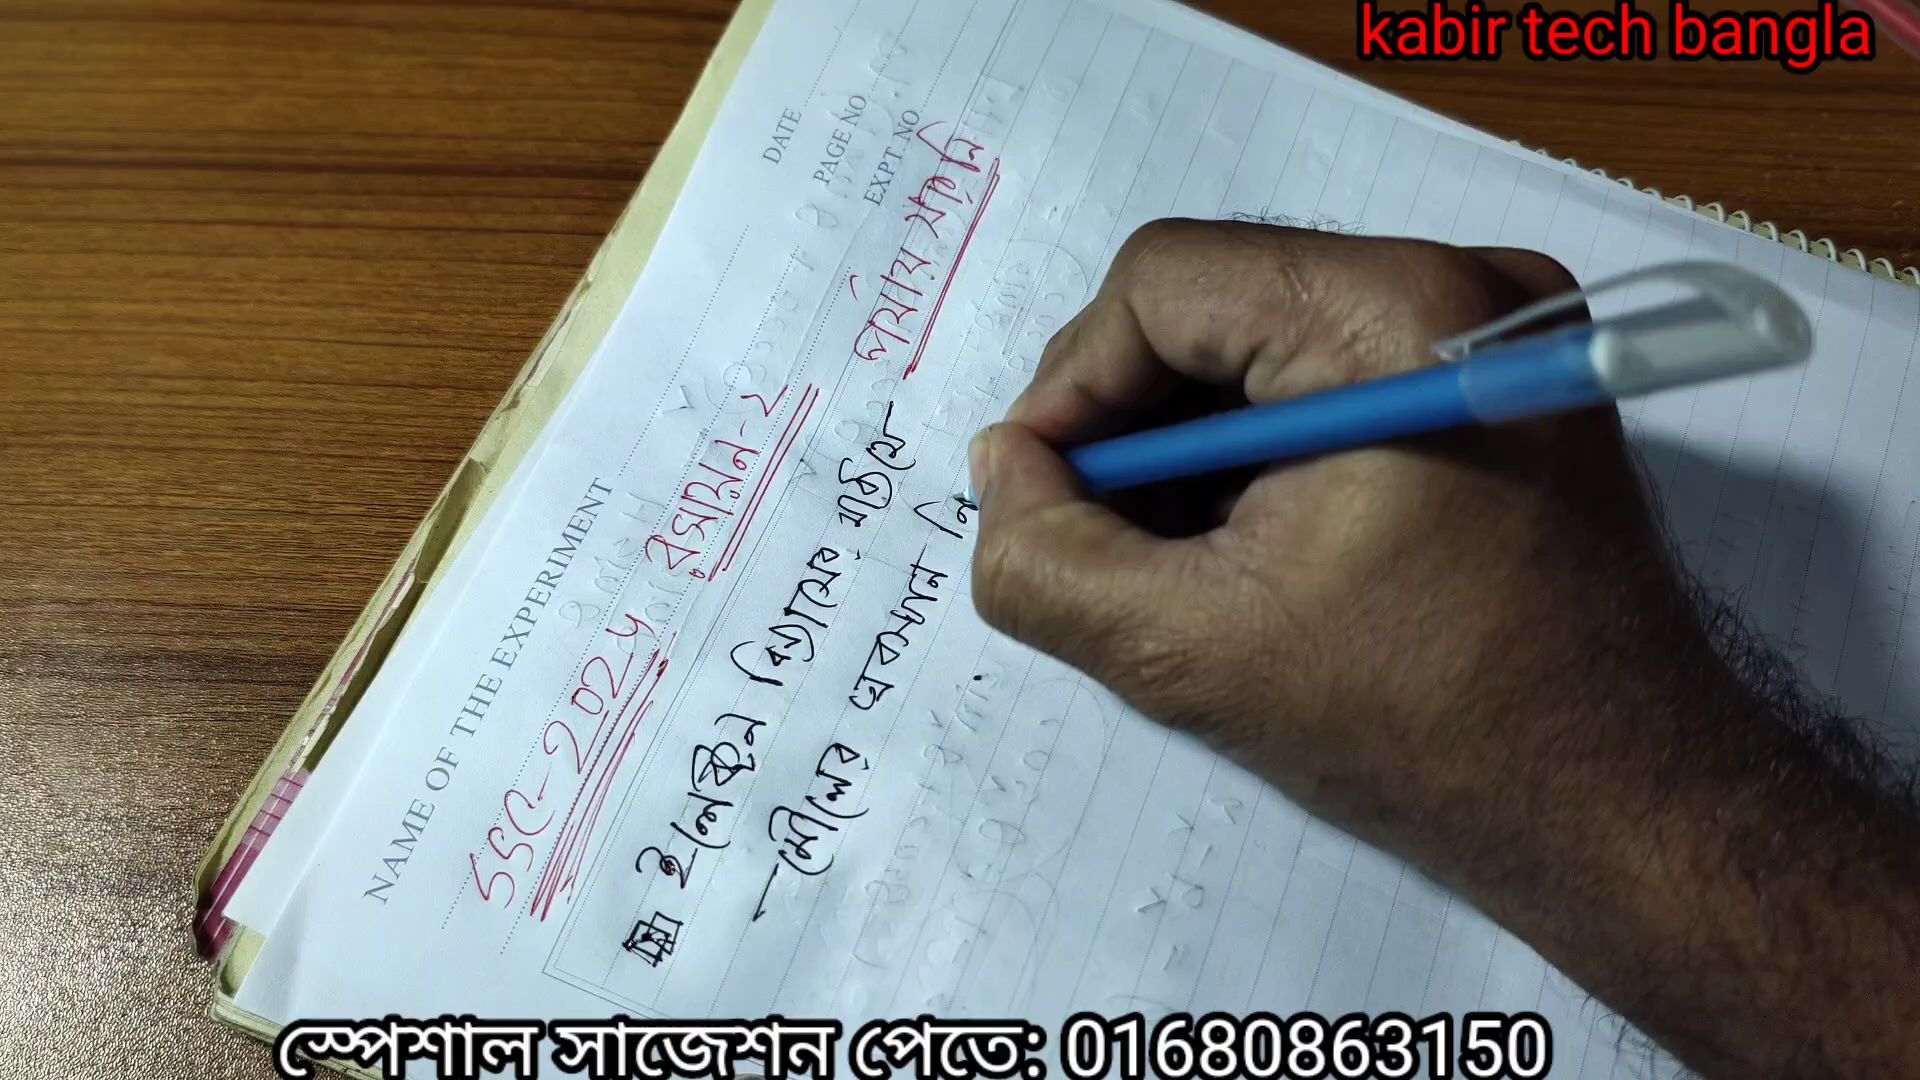 kabir tech bangla
DATE
PAGE NO
EXPT. NO
NAME OF THE EXPERIMENT
SSC-2024 রসায়ন-২
পর্যায় সারণি
ইলেকট্রন বিন্যাসের মাধ্যমে
মৌলের
স্পেশাল সাজেশন পেতে: 01680863150